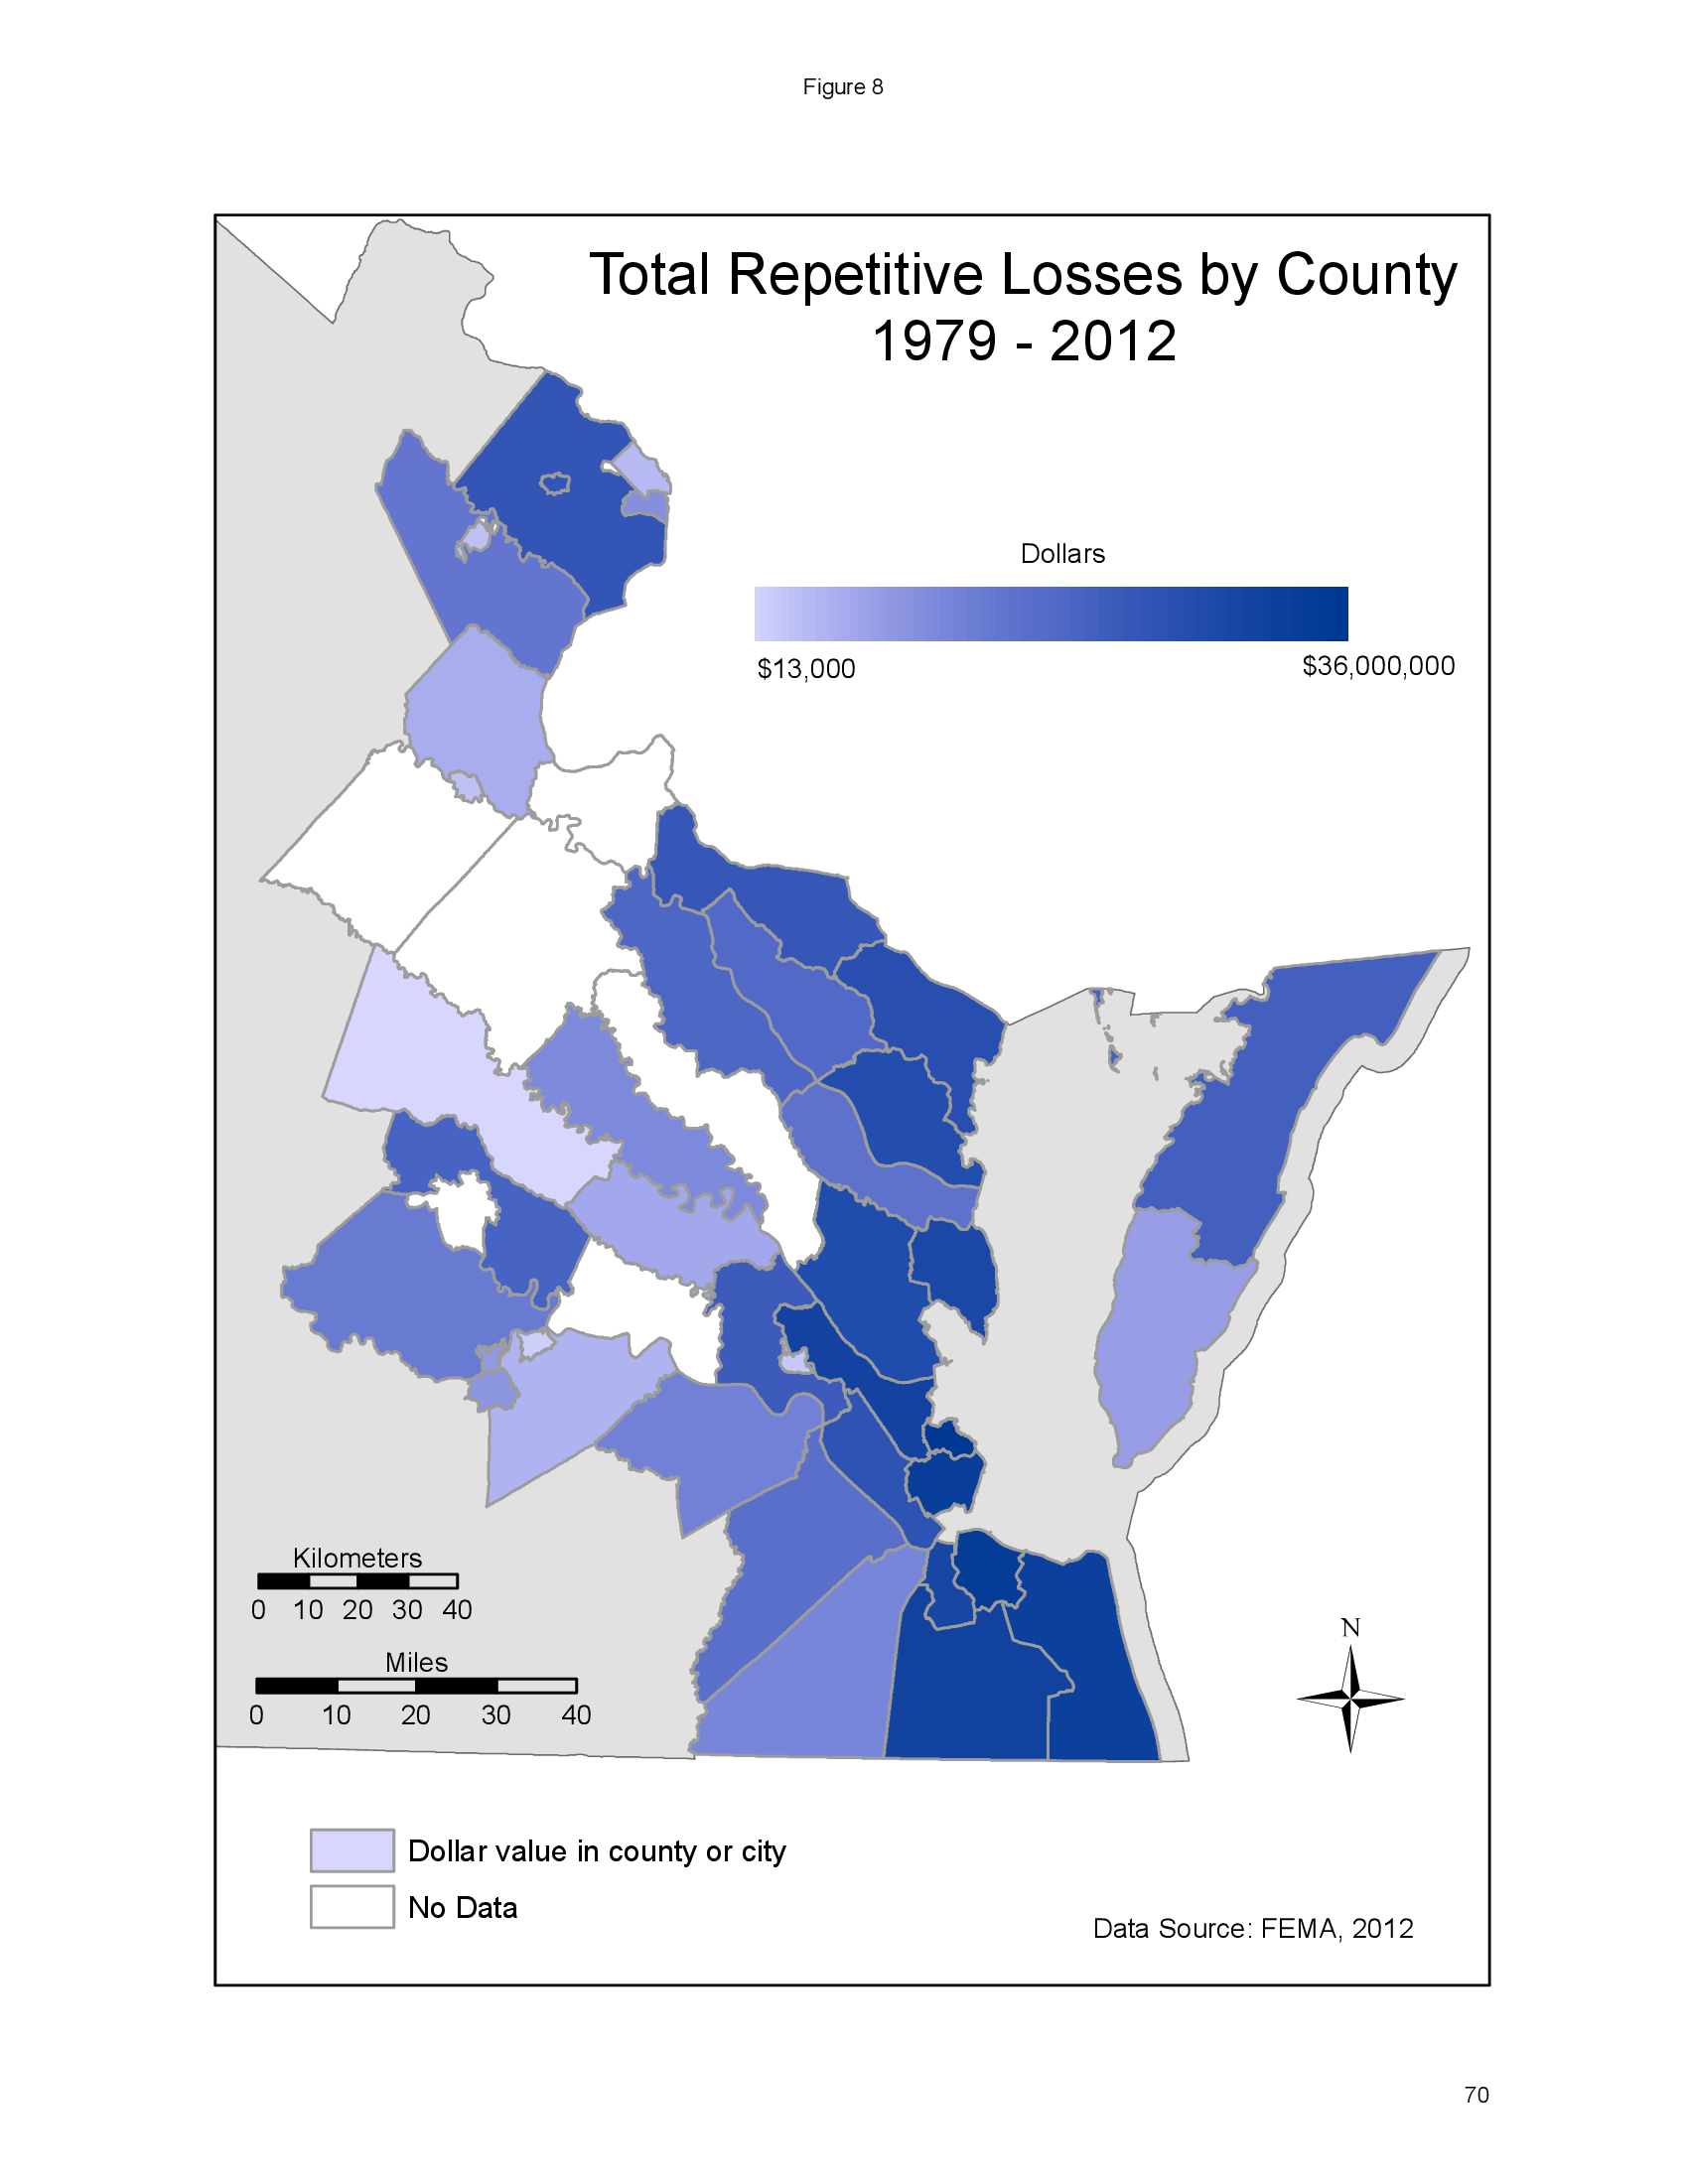 Figure 8
Total Repetitive Losses by County
1979 - 2012
Dollars
$13,000
$36,000,000
Kilometers
0 10 20 30 40
Miles
0 10 20 30 40
N
Dollar value in county or city
No Data
Data Source: FEMA, 2012
70